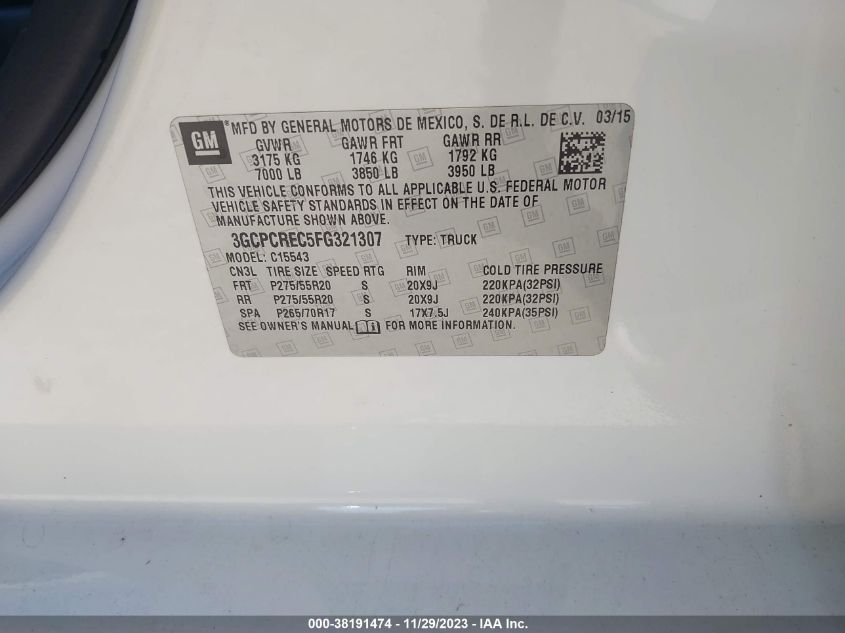 GM
® MFD BY GENERAL MOTORS DE MEXICO, S. DE R.L. DE C.V. 03/15
GVWR GAWR FRT GAWR RR
3175 KG 1746 KG 1792 KG
7000 LB 3850 LB 3950 LB
THIS VEHICLE CONFORMS TO ALL APPLICABLE U.S. FEDERAL MOTOR
VEHICLE SAFETY STANDARDS IN EFFECT ON THE DATE OF
MANUFACTURE SHOWN ABOVE.
3GCPCREC5FG321307 TYPE: TRUCK
MODEL: C15543
CN3L TIRE SIZE SPEED RTG RIM COLD TIRE PRESSURE
FRT P275/55R20 S 20X9J 220KPA(32PSI)
RR P275/55R20 S 20X9J 220KPA(32PSI)
SPA P265/70R17 S 17X7.5J 240KPA(35PSI)
SEE OWNER'S MANUAL FOR MORE INFORMATION.
000-38191474 - 11/29/2023 - IAA Inc.